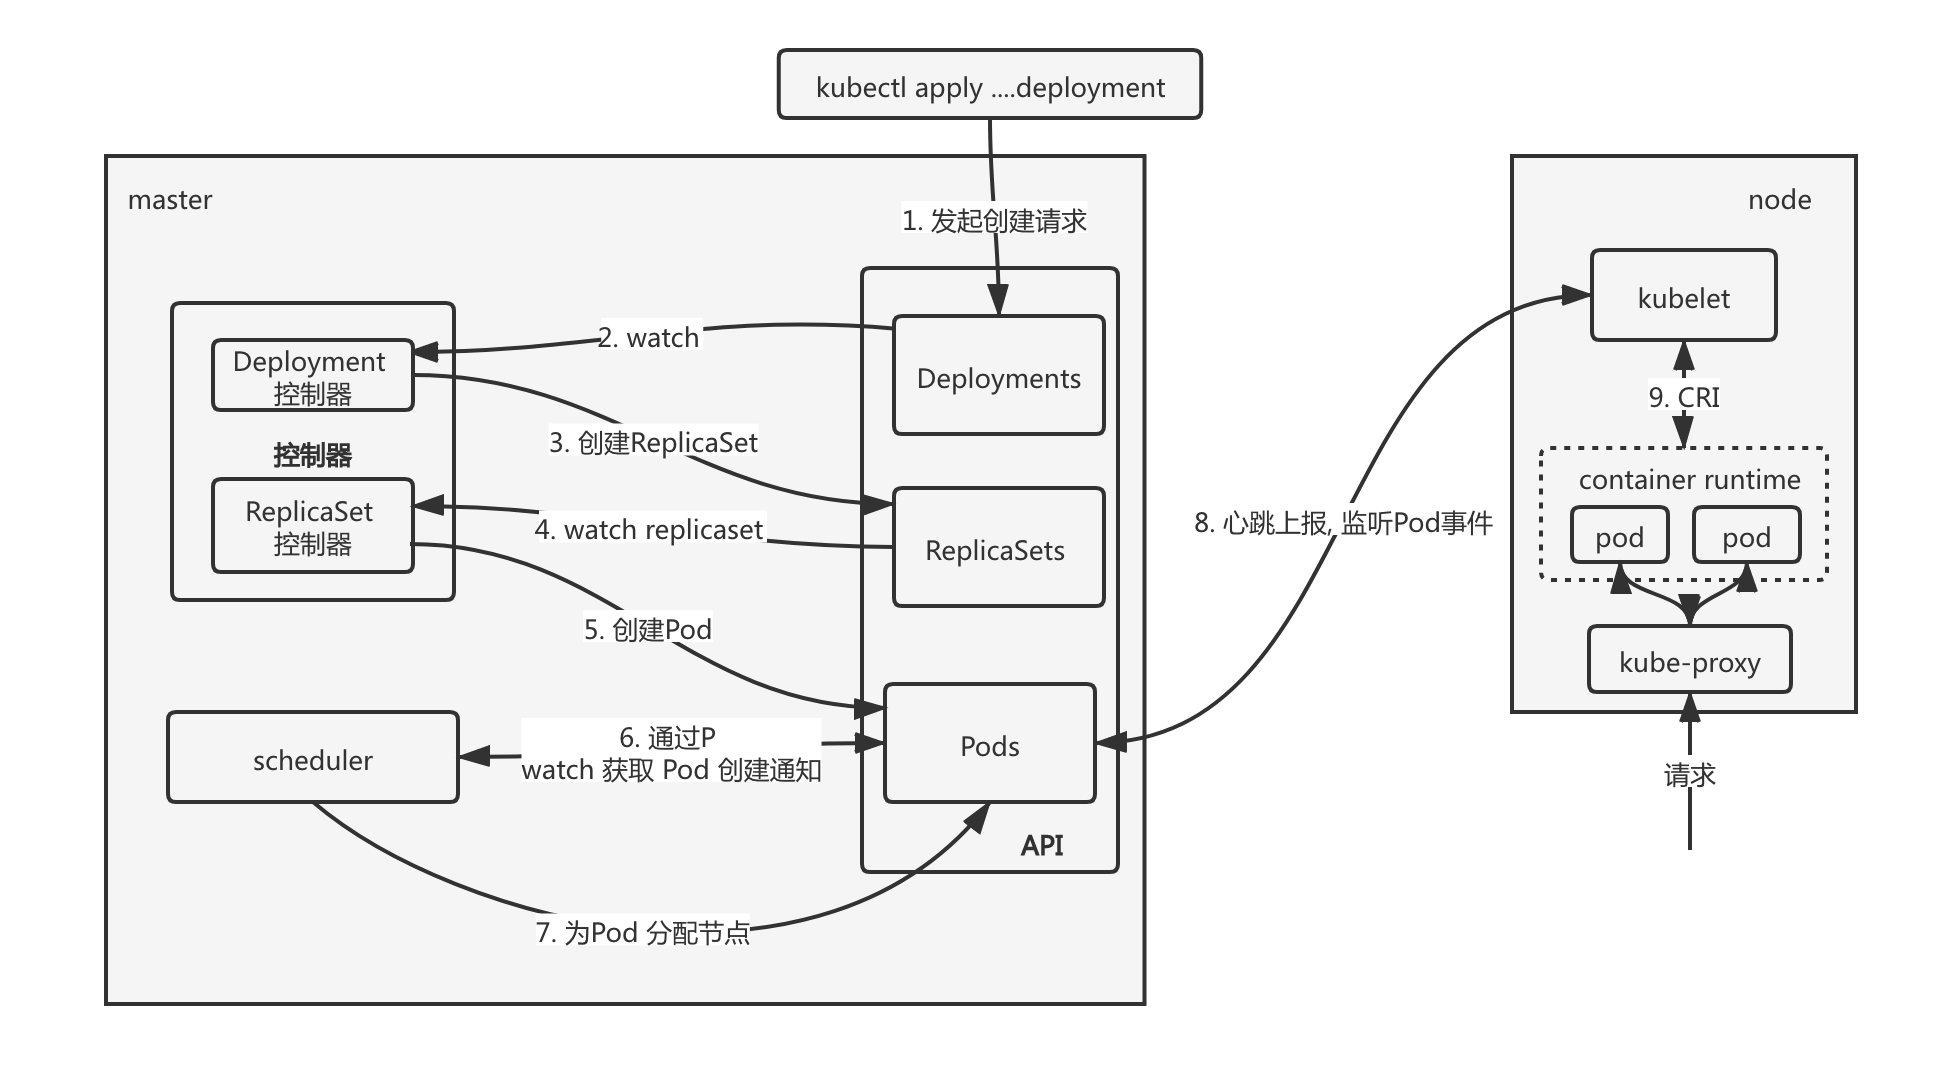 kubectl apply ....deployment
master
node
1. 发起创建请求
kubelet
2. watch
Deployment
控制器
Deployments
9. CRI
3. 创建ReplicaSet
控制器
container runtime
ReplicaSet
控制器
4. watch replicaset
ReplicaSets
8. 心跳上报, 监听Pod事件
pod
pod
5. 创建Pod
kube-proxy
scheduler
6. 通过P
watch 获取 Pod 创建通知
Pods
请求
API
7. 为Pod 分配节点